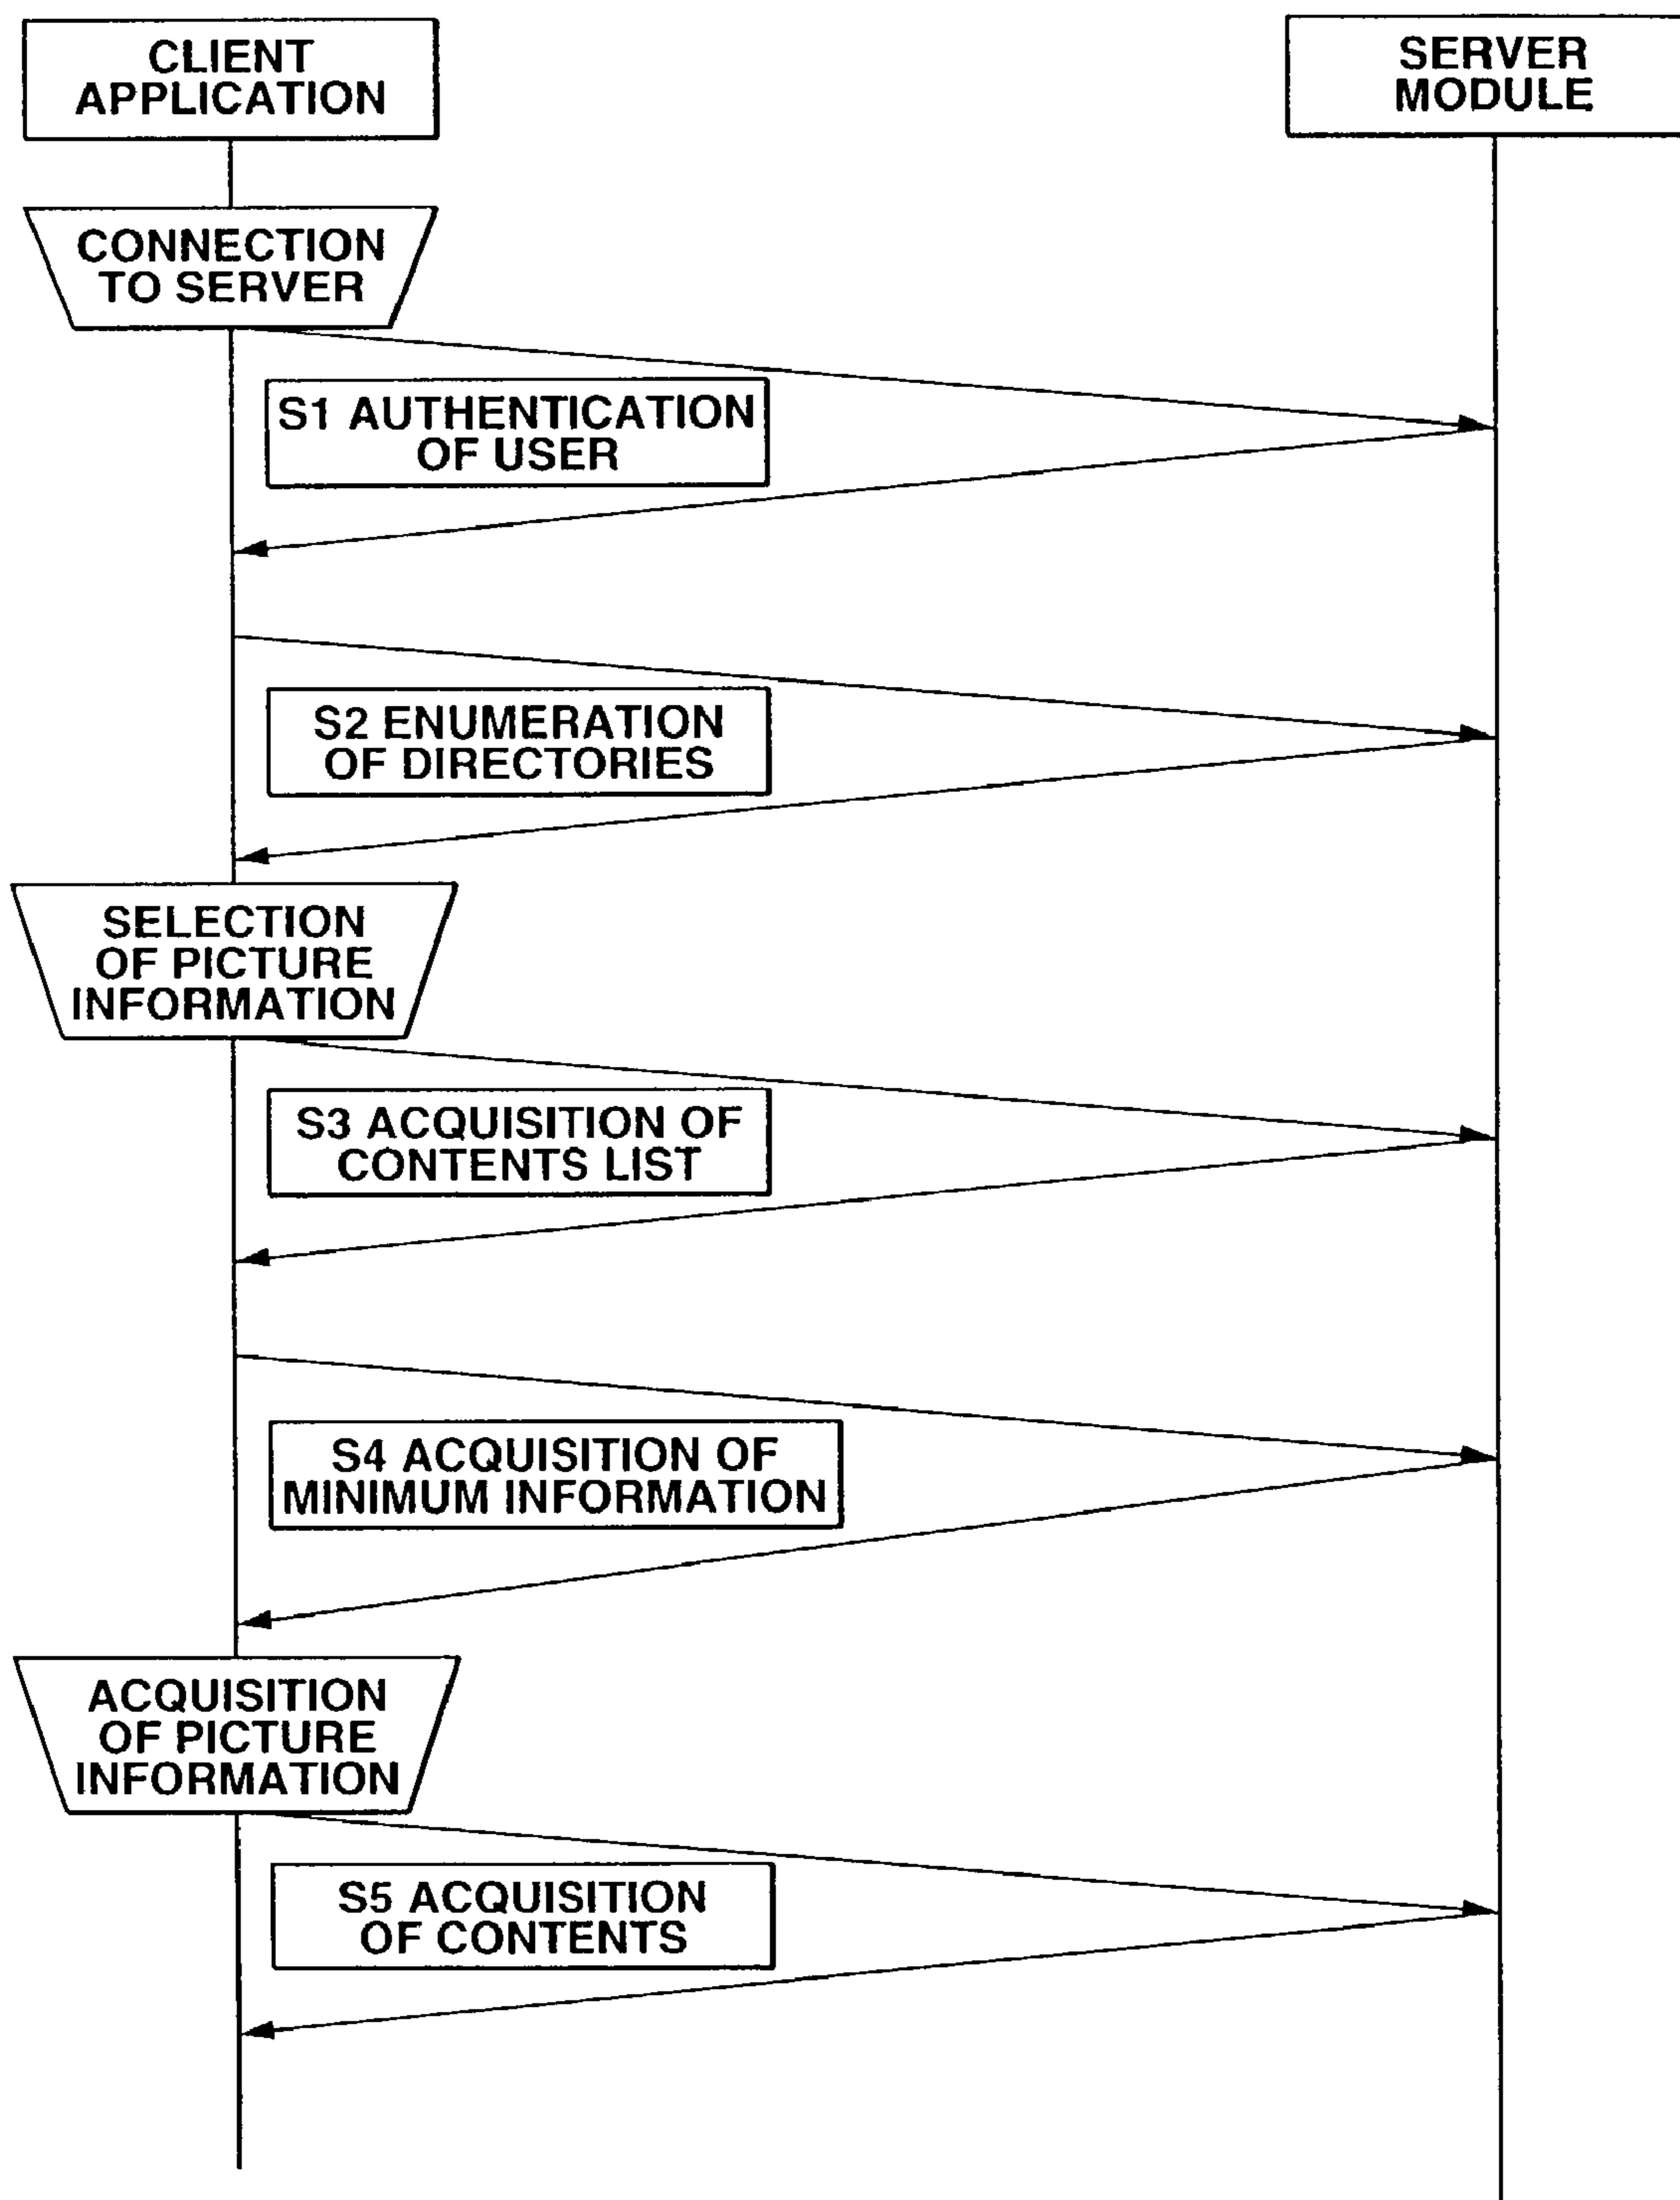 CLIENT
APPLICATION
SERVER
MODULE
CONNECTION
TO SERVER
S1 AUTHENTICATION
OF USER
S2 ENUMERATION
OF DIRECTORIES
SELECTION
OF PICTURE
INFORMATION
S3 ACQUISITION OF
CONTENTS LIST
S4 ACQUISITION OF
MINIMUM INFORMATION
ACQUISITION
OF PICTURE
INFORMATION
S5 ACQUISITION
OF CONTENTS